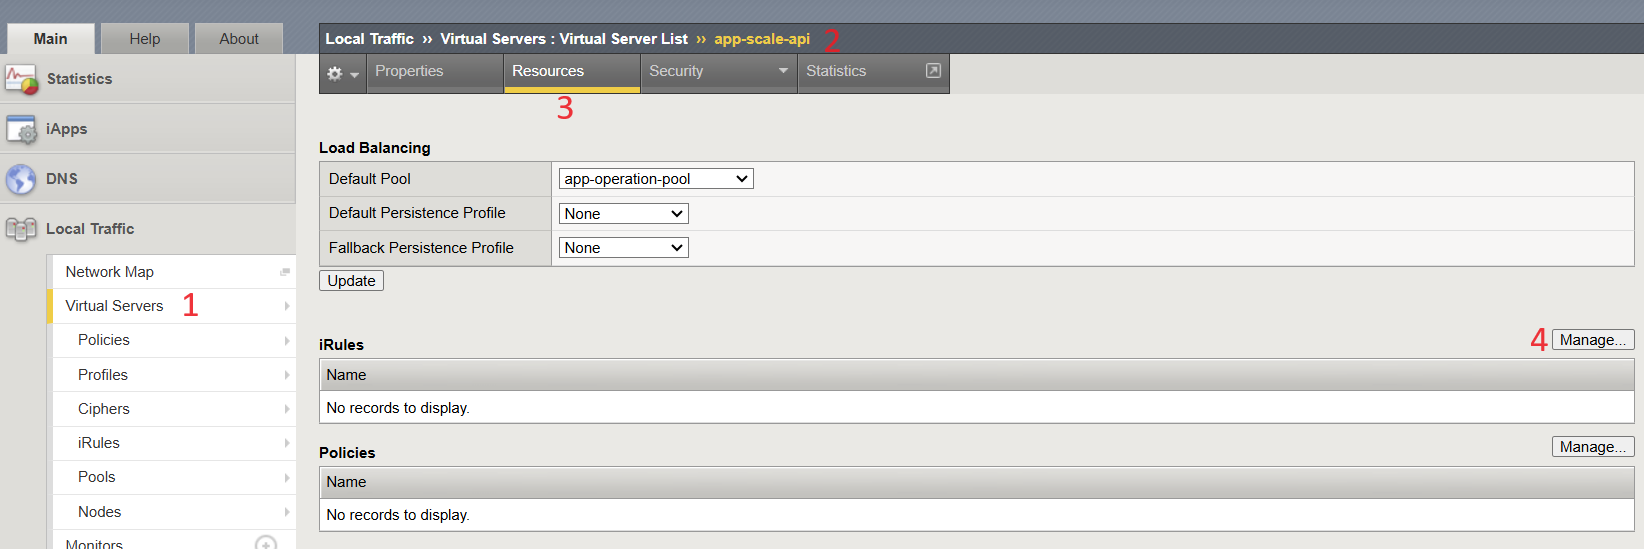 Main Help About
Statistics
iApps
DNS
Local Traffic
Network Map
Virtual Servers 1
Policies
Profiles
Ciphers
iRules
Pools
Nodes
Monitors
Local Traffic ›› Virtual Servers : Virtual Server List ›› app-scale-api 2
Properties Resources Security Statistics
3
Load Balancing
Default Pool app-operation-pool
Default Persistence Profile None
Fallback Persistence Profile None
Update
iRules 4 Manage...
Name
No records to display.
Policies Manage...
Name
No records to display.